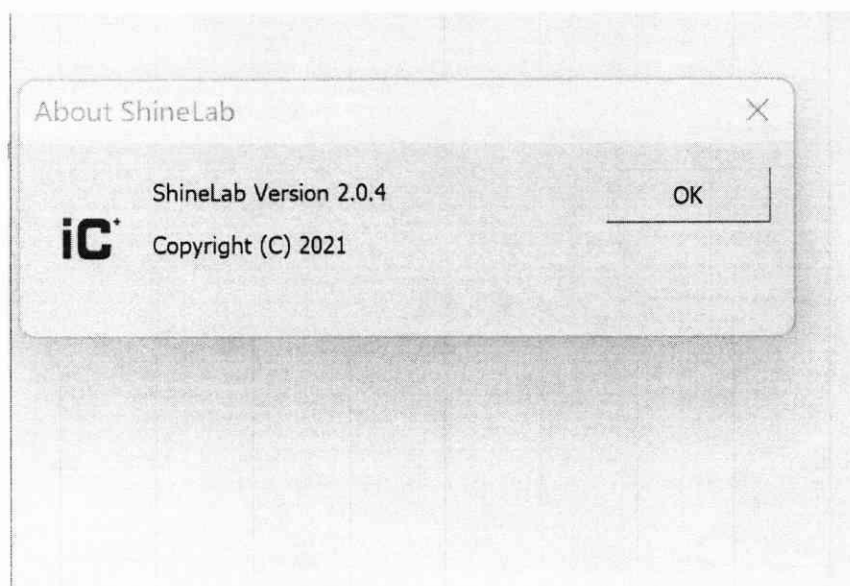 About ShineLab
ShineLab Version 2.0.4
OK
iC+
Copyright (C) 2021